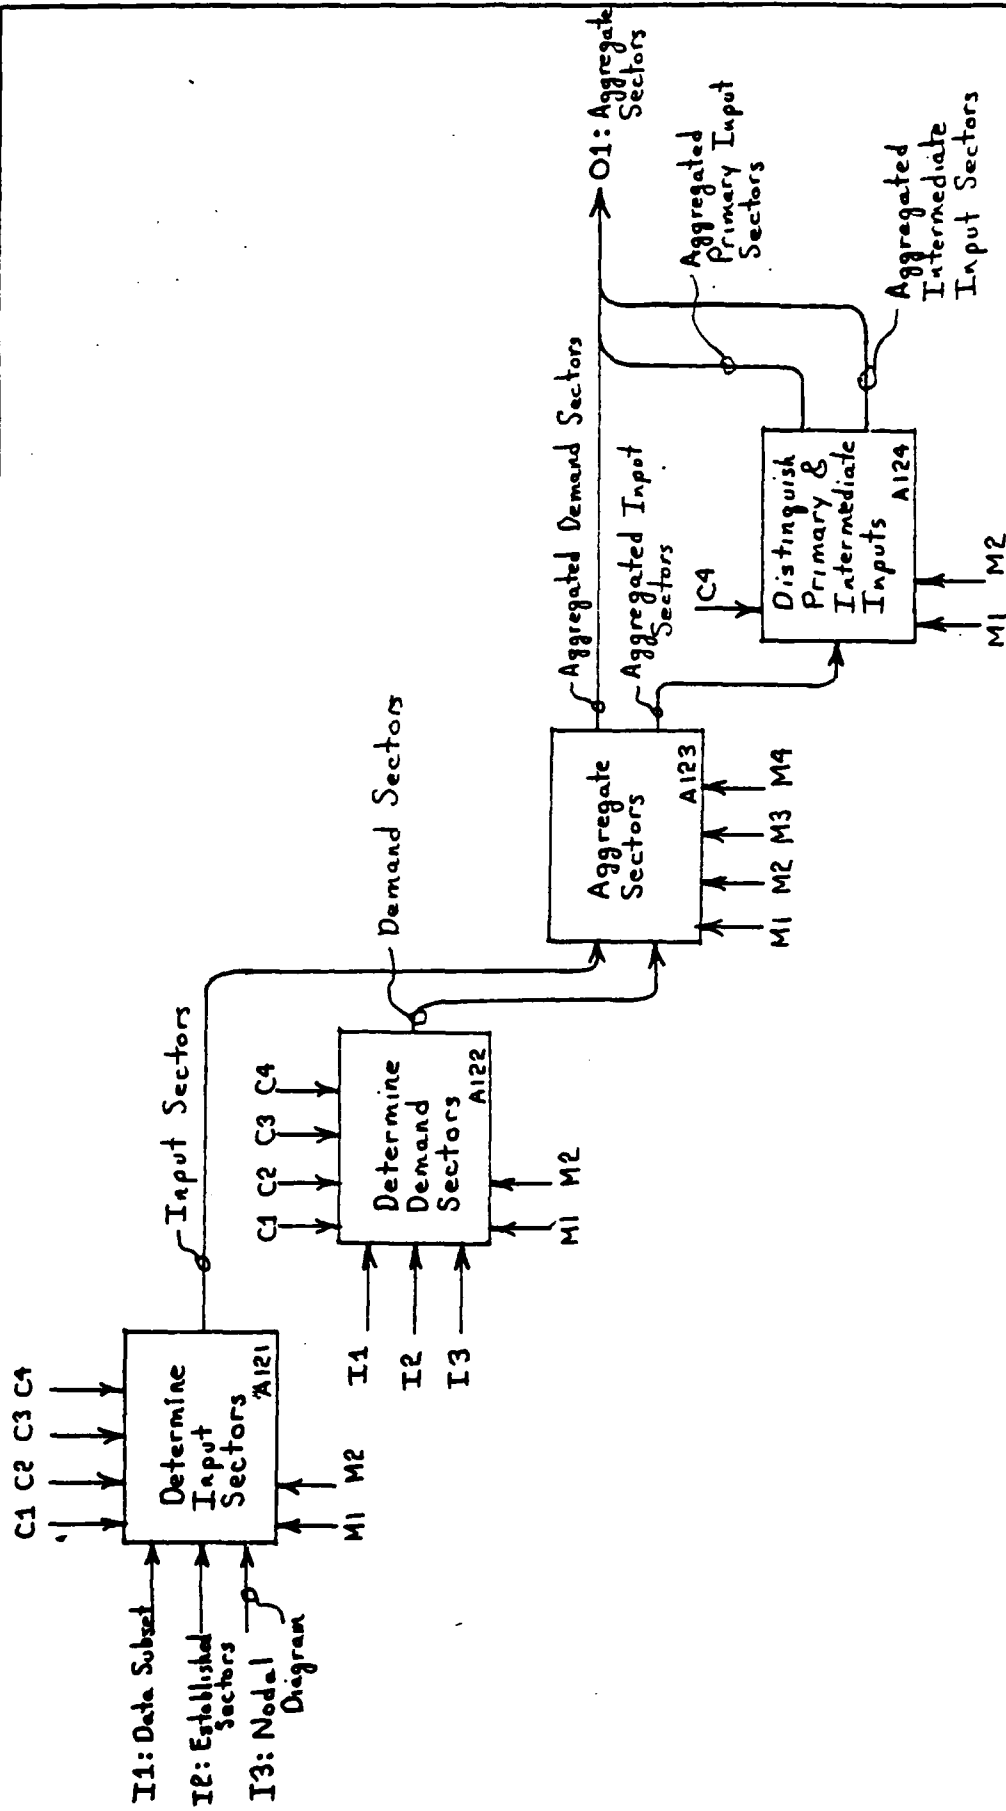 C1 C2 C3 C4
I1: Data Subset
I2: Established
Sectors
I3: Nodal
Diagram
Determine
Input
Sectors
A121
M1 M2
Input Sectors
C1 C2 C3 C4
I1
I2
I3
Determine
Demand
Sectors
A122
M1 M2
Demand Sectors
Aggregate
Sectors
A123
M1 M2 M3 M4
Aggregated Demand Sectors
Aggregated Input
Sectors
C4
Distinguish
Primary &
Intermediate
Inputs
A124
M1 M2
O1: Aggregate
Sectors
Aggregated
Primary Input
Sectors
Aggregated
Intermediate
Input Sectors